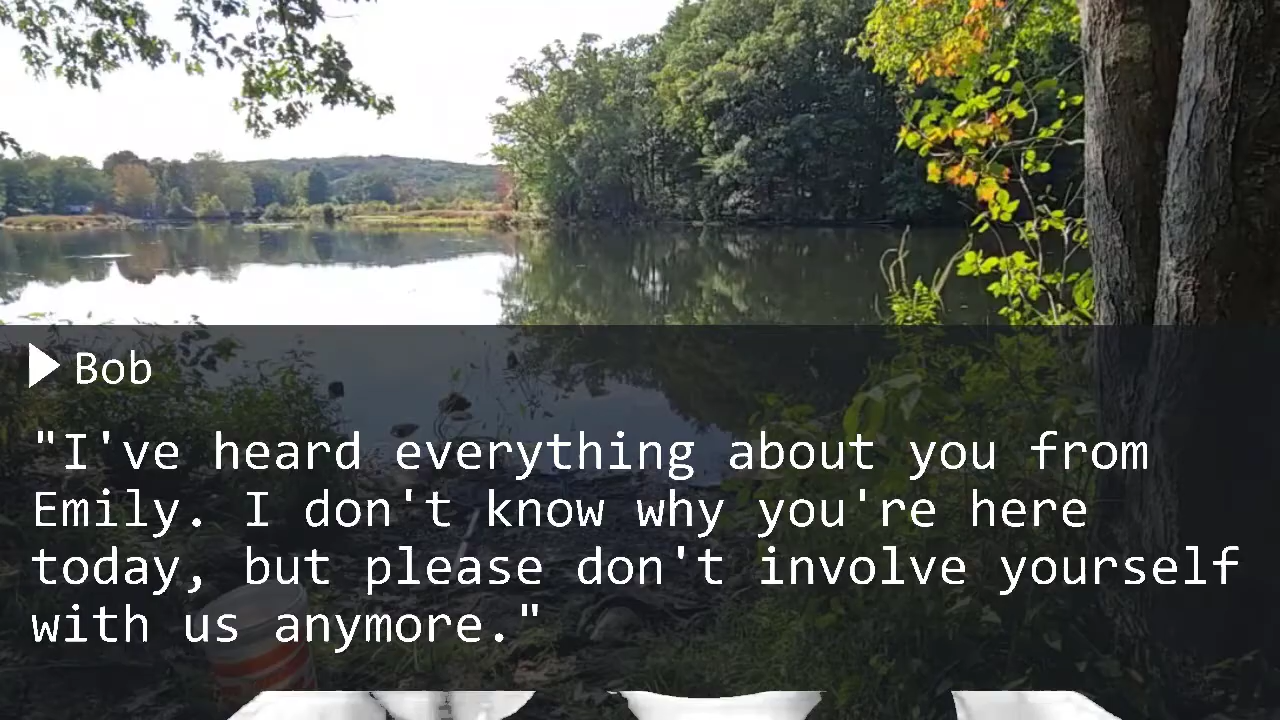 Bob
"I've heard everything about you from
Emily. I don't know why you're here
today, but please don't involve yourself
with us anymore."